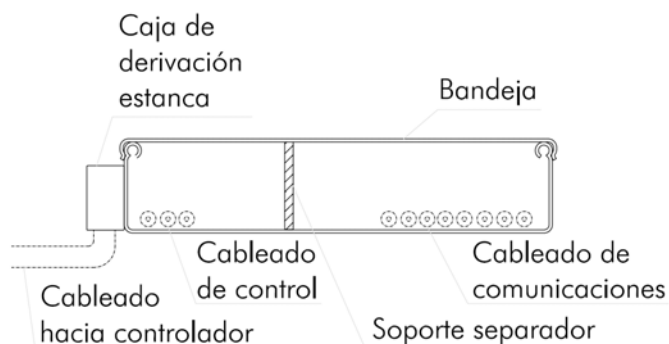 Caja de
derivación
estanca
Bandeja
Cableado
de control
Cableado de
comunicaciones
Cableado
hacia controlador
Soporte separador